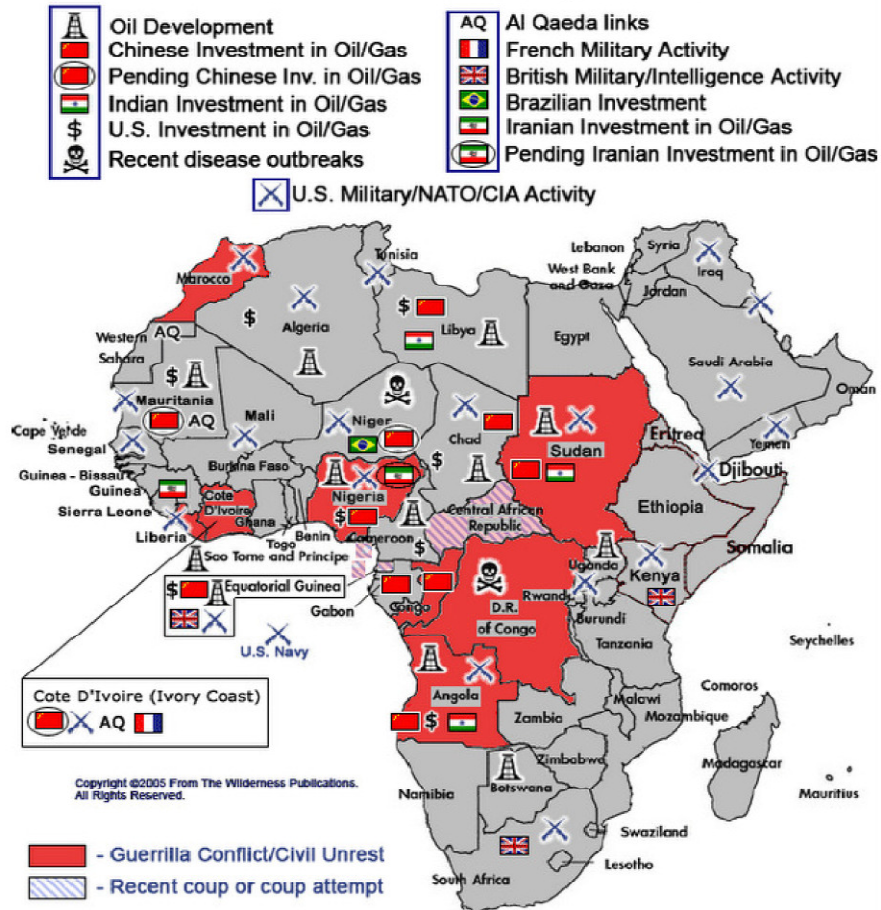 Oil Development
Chinese Investment in Oil/Gas
Pending Chinese Inv. in Oil/Gas
Indian Investment in Oil/Gas
$ U.S. Investment in Oil/Gas
Recent disease outbreaks
AQ Al Qaeda links
French Military Activity
British Military/Intelligence Activity
Brazilian Investment
Iranian Investment in Oil/Gas
Pending Iranian Investment in Oil/Gas
U.S. Military/NATO/CIA Activity
Tunisia
Lebanon
Syria
Iraq
West Bank
and Gaza
Jordan
Marocco
Algeria
$
$
Libya
Egypt
Saudi Arabia
Oman
Western
Sahara
AQ
$
Mauritania
AQ
Cape Verde
Senegal
Mali
Niger
Chad
$
Sudan
Eritrea
Yemen
Djibouti
Guinea - Bissau
Guinea
Burkina Faso
Nigeria
$
Ethiopia
Sierra Leone
Cote
D'Ivoire
Ghana
Liberia
Togo
Benin
Cameroon
$
Central African
Republic
Somalia
Sao Tome and Principe
Uganda
Kenya
$
Equatorial Guinea
Gabon
Congo
D.R.
of Congo
Rwanda
Burundi
U.S. Navy
Tanzania
Seychelles
Angola
$
Comoros
Malawi
Zambia
Mozambique
Cote D'Ivoire (Ivory Coast)
AQ
Zimbabwe
Madagascar
Mauritius
Namibia
Botswana
Copyright ©2005 From The Wilderness Publications.
All Rights Reserved.
Swaziland
Lesotho
South Africa
- Guerrilla Conflict/Civil Unrest
- Recent coup or coup attempt